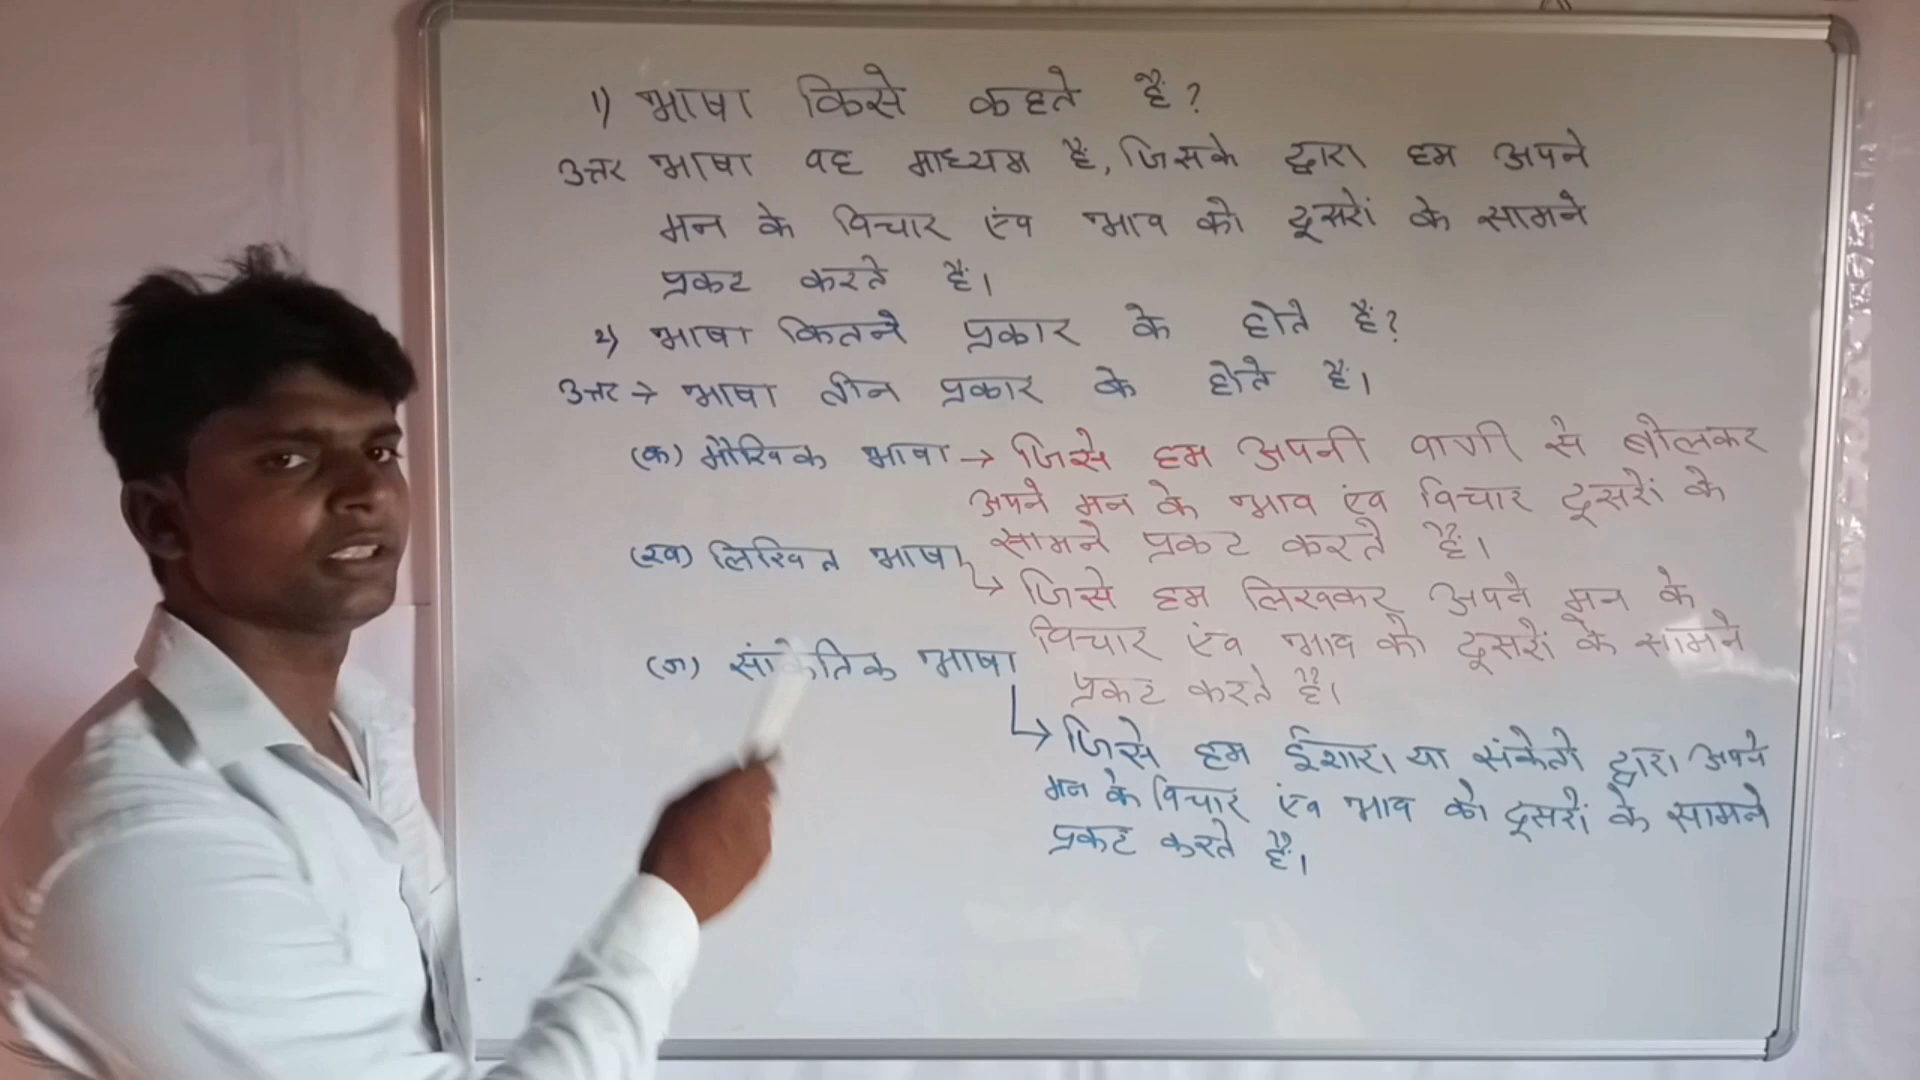 1) भाषा किसे कहते हैं?
उत्तर भाषा वह माध्यम हैं, जिसके द्वारा हम अपने
मन के विचार एंव भाव को दूसरों के सामने
प्रकट करते हैं।
2) भाषा कितने प्रकार के होते हैं?
उत्तर → भाषा तीन प्रकार के होते हैं।
(क) मौखिक भाषा → जिसे हम अपनी वाणी से बोलकर
अपने मन के भाव एंव विचार दूसरों के
सामने प्रकट करते हैं।
(ख) लिखित भाषा
↳ जिसे हम लिखकर अपने मन के
विचार एंव भाव को दूसरों के सामने
प्रकट करते हैं।
(ग) सांकेतिक भाषा
↳ जिसे हम ईशारा या संकेतो द्वारा अपने
मन के विचार एंव भाव को दूसरों के सामने
प्रकट करते हैं।